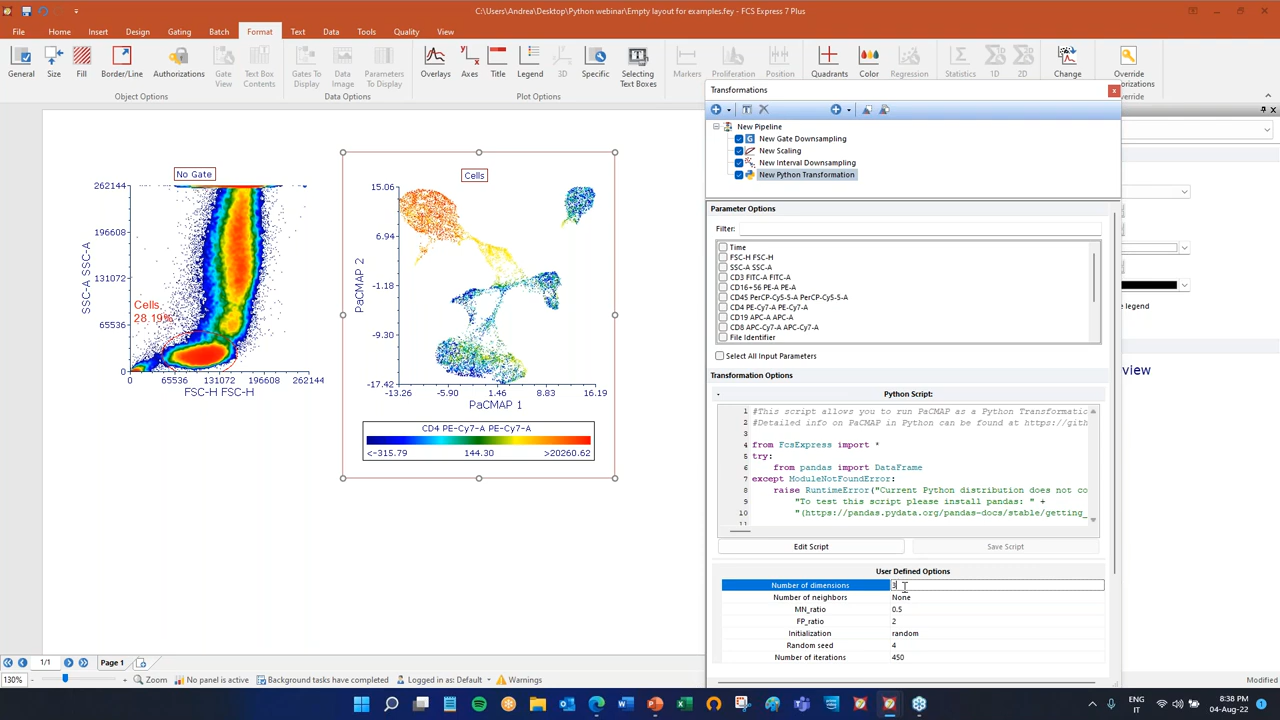 C:\Users\Andrea\Desktop\Python webinar\Empty layout for examples.fey - FCS Express 7 Plus
File Home Insert Design Gating Batch Format Text Data Tools Quality View
General Size Fill Border/Line Authorizations Gate View Text Box Contents Gates To Display Data Image Parameters To Display Overlays Axes Title Legend 3D Specific Selecting Text Boxes Markers Proliferation Position Quadrants Color Regression Statistics 1D 2D Change Override
Object Options Data Options Plot Options
Transformations
New Pipeline
New Gate Downsampling
New Scaling
New Interval Downsampling
New Python Transformation
Parameter Options
Filter:
Time
FSC-H FSC-H
SSC-A SSC-A
CD3 FITC-A FITC-A
CD16+56 PE-A PE-A
CD45 PerCP-Cy5-5-A PerCP-Cy5-5-A
CD4 PE-Cy7-A PE-Cy7-A
CD19 APC-A APC-A
CD8 APC-Cy7-A APC-Cy7-A
File Identifier
Select All Input Parameters
Transformation Options
Python Script:
1 #This script allows you to run PaCMAP as a Python Transformatio
2 #Detailed info on PaCMAP in Python can be found at https://gith
3
4 from FcsExpress import *
5 try:
6 from pandas import DataFrame
7 except ModuleNotFoundError:
8 raise RuntimeError("Current Python distribution does not co
9 "To test this script please install pandas: " +
10 "(https://pandas.pydata.org/pandas-docs/stable/getting_
11
Edit Script Save Script
User Defined Options
Number of dimensions 3
Number of neighbors None
MN_ratio 0.5
FP_ratio 2
Initialization random
Random seed 4
Number of iterations 450
No Gate
262144
196608
131072
65536
0
SSC-A SSC-A
Cells
28.19%
0 65536 131072 196608 262144
FSC-H FSC-H
Cells
15.06
6.94
-1.18
-9.30
-17.42
PaCMAP 2
-13.26 -5.90 1.46 8.83 16.19
PaCMAP 1
CD4 PE-Cy7-A PE-Cy7-A
<-315.79 144.30 >20260.62
e legend
view
1/1 Page 1
130% Zoom No panel is active Background tasks have completed Logged in as: Default Warnings Modified
ENG
IT
8:38 PM
04-Aug-22